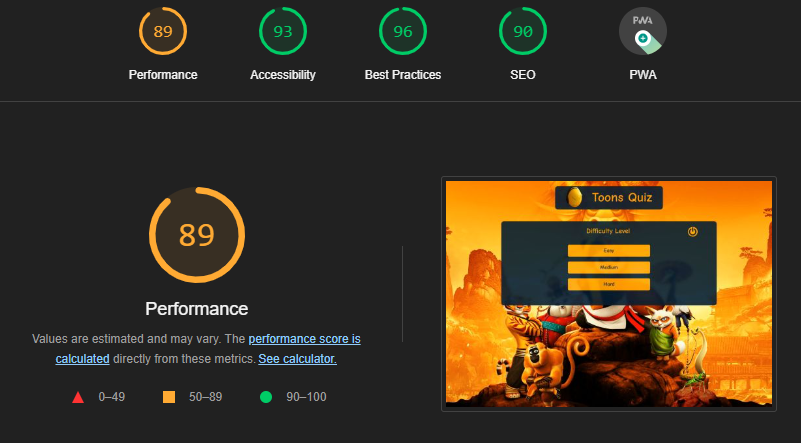 89
93
96
90
PWA
Performance
Accessibility
Best Practices
SEO
PWA
89
Performance
Values are estimated and may vary. The performance score is
calculated directly from these metrics. See calculator.
0–49
50–89
90–100
Toons Quiz
Difficulty Level
Easy
Medium
Hard